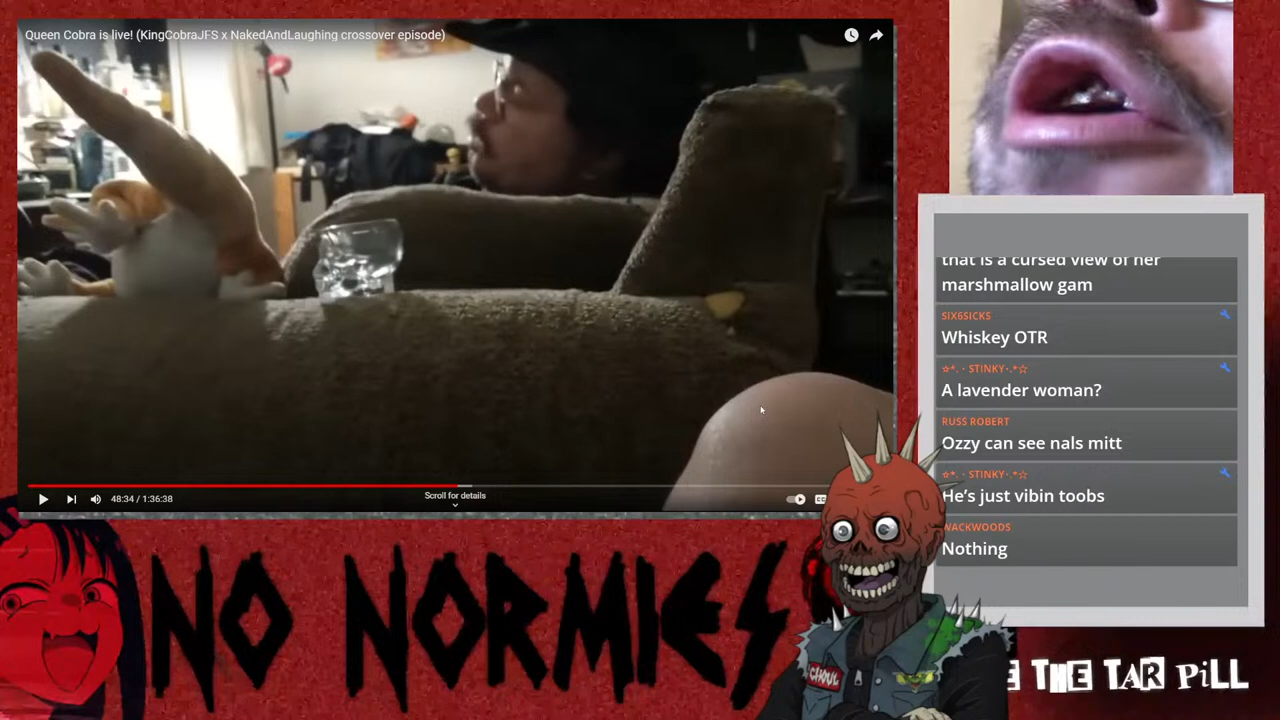 Queen Cobra is live! (KingCobraJFS x NakedAndLaughing crossover episode)
that is a cursed view of her
marshmallow gam
SIX6SICKS
Whiskey OTR
☆*. · STINKY·.*☆
A lavender woman?
RUSS ROBERT
Ozzy can see nals mitt
☆*. · STINKY·.*☆
He's just vibin toobs
WACKWOODS
Nothing
48:34 / 1:36:38
Scroll for details
CC
NO NORMIES
GHOUL
E THE TAR PiLL